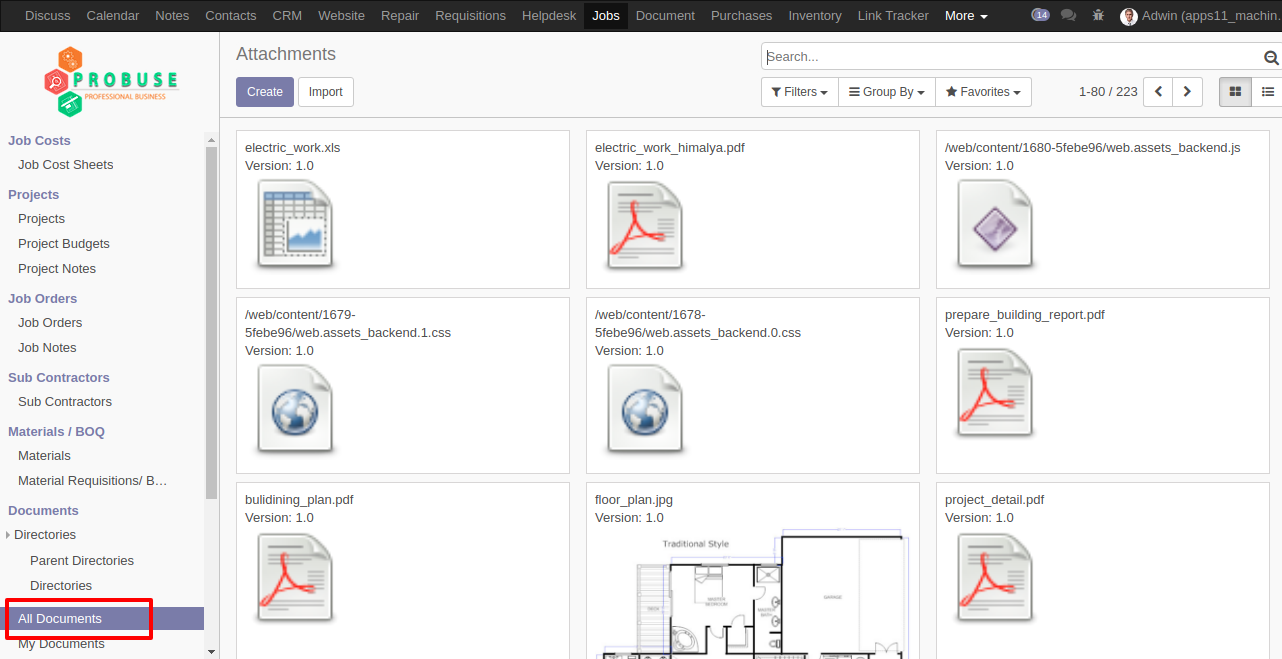 Discuss Calendar Notes Contacts CRM Website Repair Requisitions Helpdesk Jobs Document Purchases Inventory Link Tracker More 14 Adwin (apps11_machin.
PROBUSE
PROFESSIONAL BUSINESS
Job Costs
Job Cost Sheets
Projects
Projects
Project Budgets
Project Notes
Job Orders
Job Orders
Job Notes
Sub Contractors
Sub Contractors
Materials / BOQ
Materials
Material Requisitions/ B…
Documents
Directories
Parent Directories
Directories
All Documents
My Documents
Attachments
Search...
Create Import
Filters Group By Favorites 1-80 / 223
electric_work.xls
Version: 1.0
electric_work_himalya.pdf
Version: 1.0
/web/content/1680-5febe96/web.assets_backend.js
Version: 1.0
/web/content/1679-
5febe96/web.assets_backend.1.css
Version: 1.0
/web/content/1678-
5febe96/web.assets_backend.0.css
Version: 1.0
prepare_building_report.pdf
Version: 1.0
bulidining_plan.pdf
Version: 1.0
floor_plan.jpg
Version: 1.0
Traditional Style
DECK
MASTER
BEDROOM
MASTER
BATH
GARAGE
project_detail.pdf
Version: 1.0